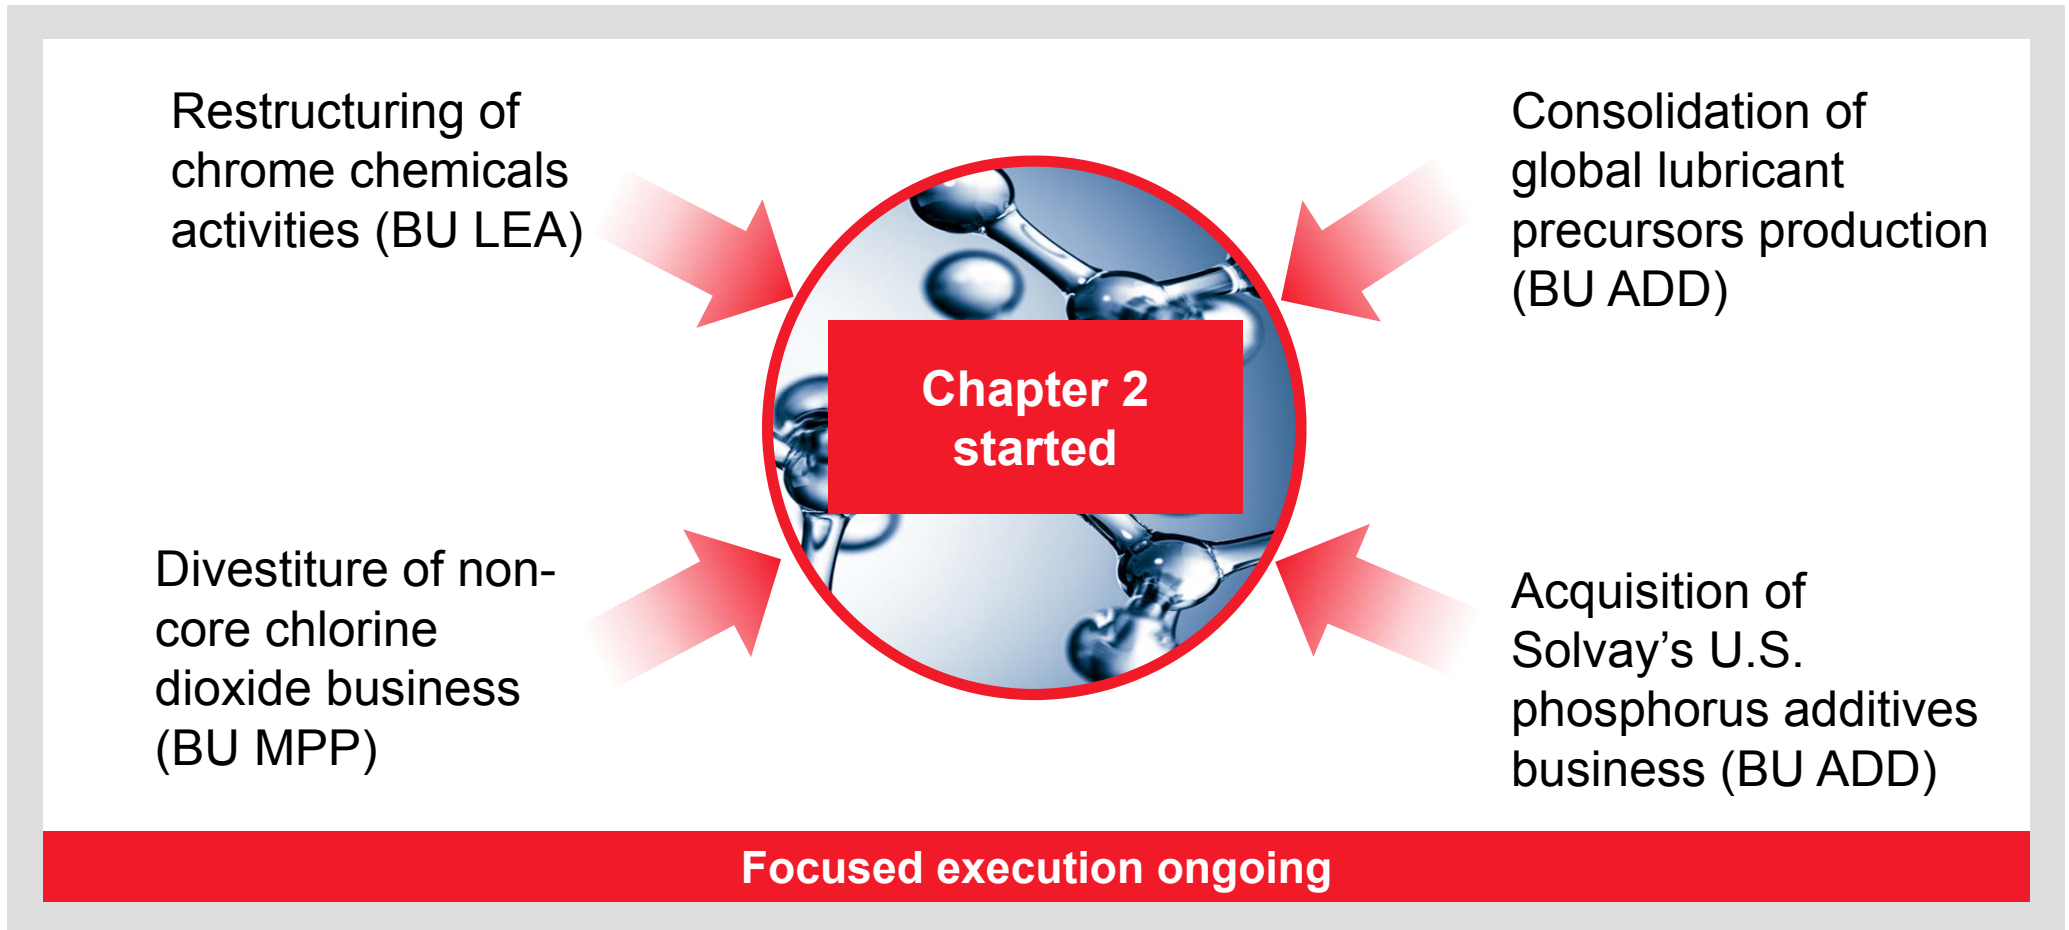 Restructuring of
chrome chemicals
activities (BU LEA)
Consolidation of
global lubricant
precursors production
(BU ADD)
Chapter 2
started
Divestiture of non-
core chlorine
dioxide business
(BU MPP)
Acquisition of
Solvay’s U.S.
phosphorus additives
business (BU ADD)
Focused execution ongoing